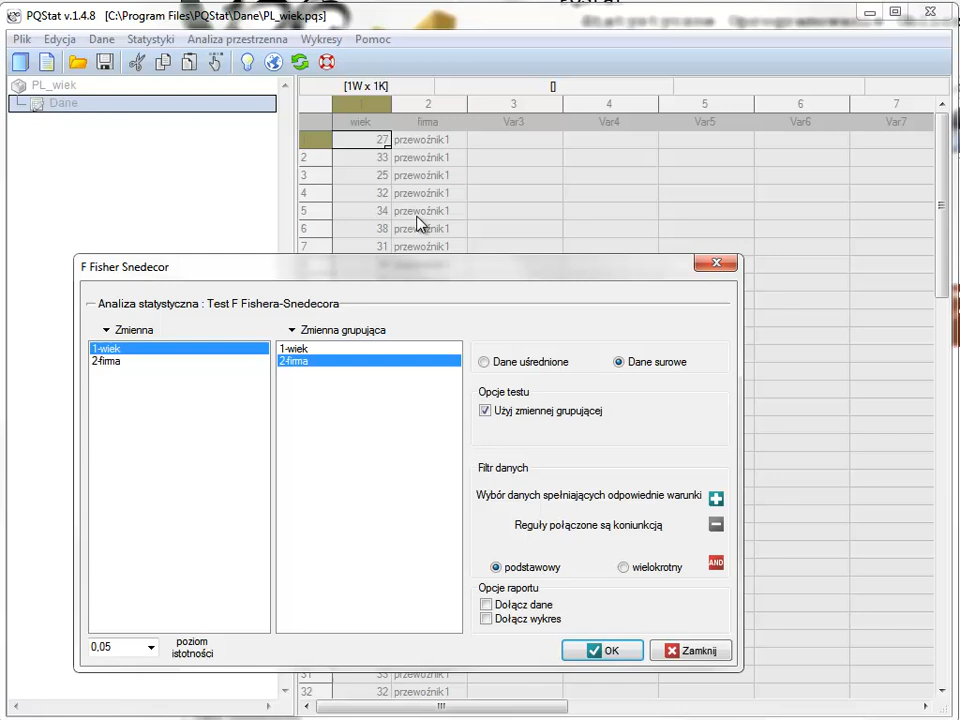 PQStat v.1.4.8 [C:\Program Files\PQStat\Dane\PL_wiek.pqs]
Plik Edycja Dane Statystyki Analiza przestrzenna Wykresy Pomoc
PL_wiek
Dane
[1W x 1K] []
1 2 3 4 5 6 7
wiek firma Var3 Var4 Var5 Var6 Var7
27 przewoźnik1
2 33 przewoźnik1
3 25 przewoźnik1
4 32 przewoźnik1
5 34 przewoźnik1
6 38 przewoźnik1
7 31 przewoźnik1
F Fisher Snedecor
Analiza statystyczna : Test F Fishera-Snedecora
Zmienna Zmienna grupująca
1-wiek 1-wiek
2-firma 2-firma
Dane uśrednione Dane surowe
Opcje testu
Użyj zmiennej grupującej
Filtr danych
Wybór danych spełniających odpowiednie warunki
Reguły połączone są koniunkcją
AND
podstawowy wielokrotny
Opcje raportu
Dołącz dane
Dołącz wykres
0,05 poziom istotności
OK Zamknij
31 33 przewoźnik1
32 32 przewoźnik1